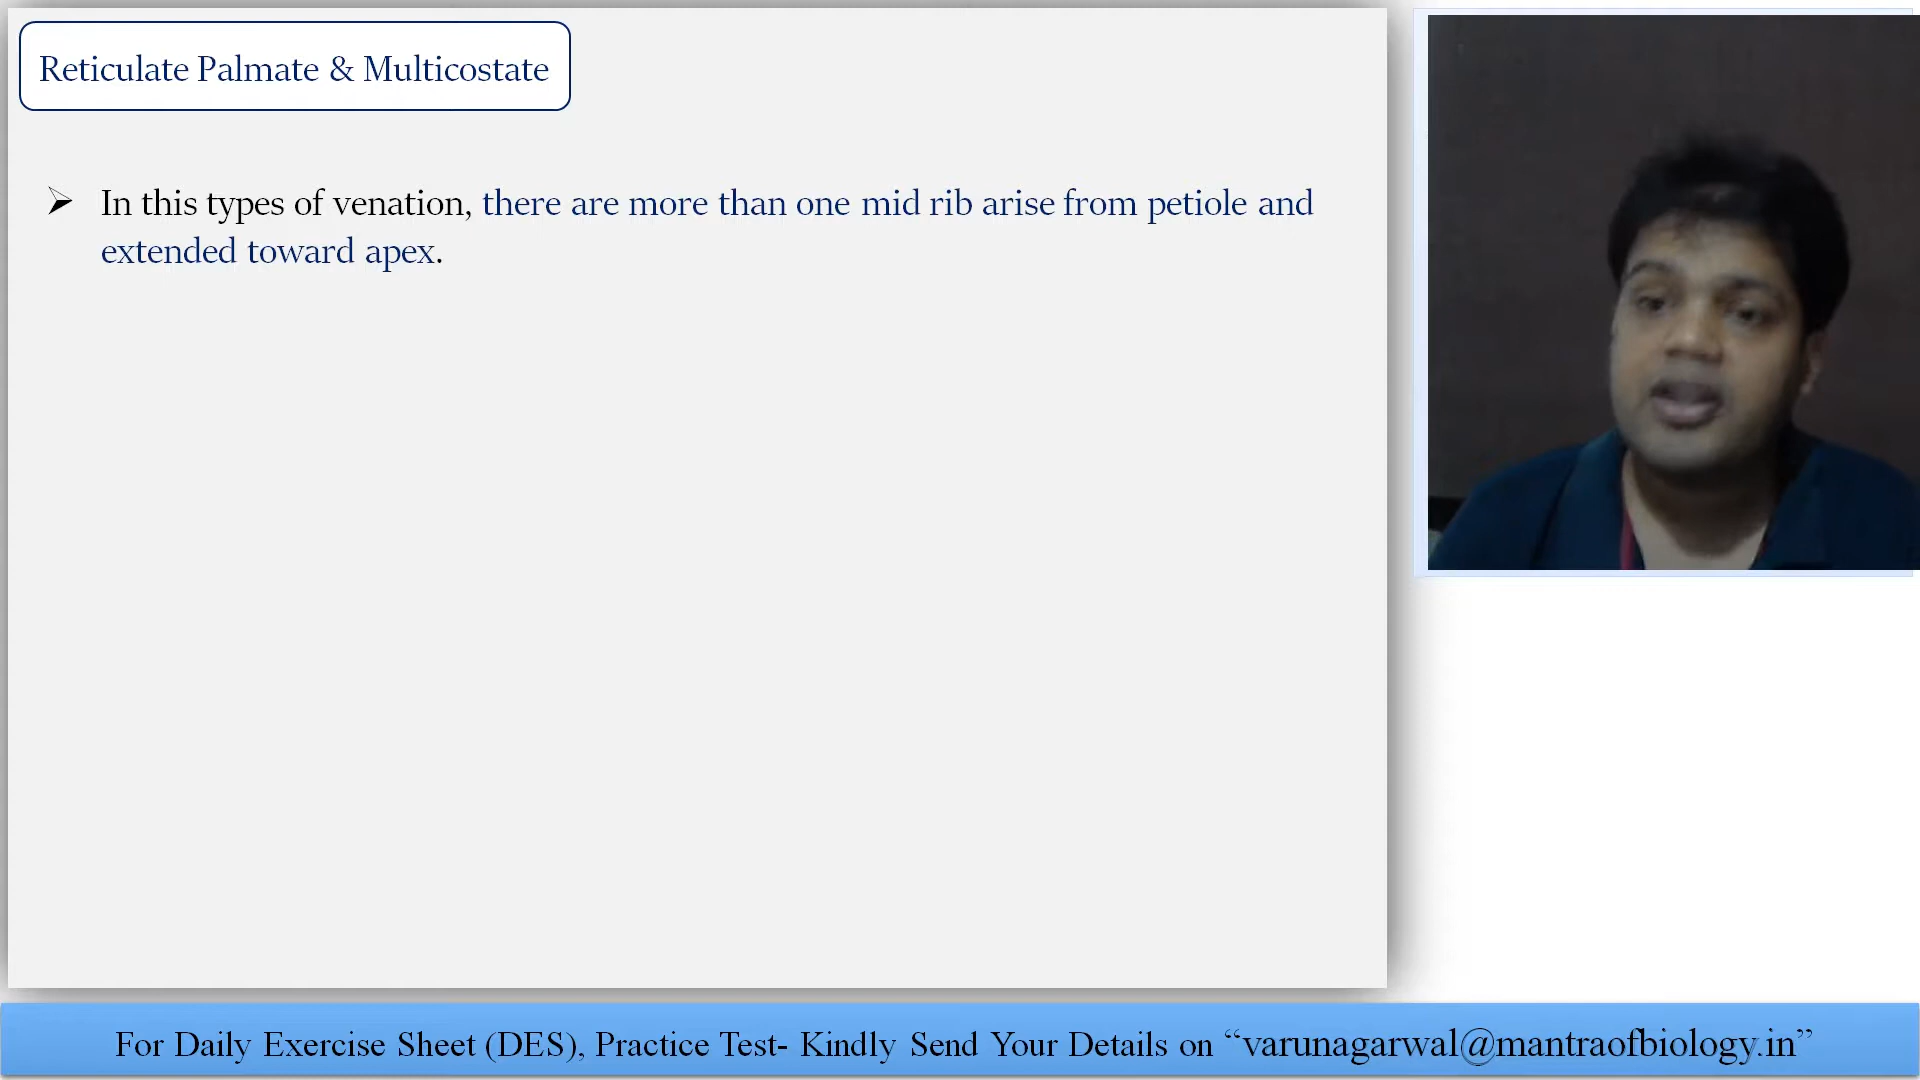 Reticulate Palmate & Multicostate
In this types of venation, there are more than one mid rib arise from petiole and
extended toward apex.
For Daily Exercise Sheet (DES), Practice Test- Kindly Send Your Details on “varunagarwal@mantraofbiology.in”